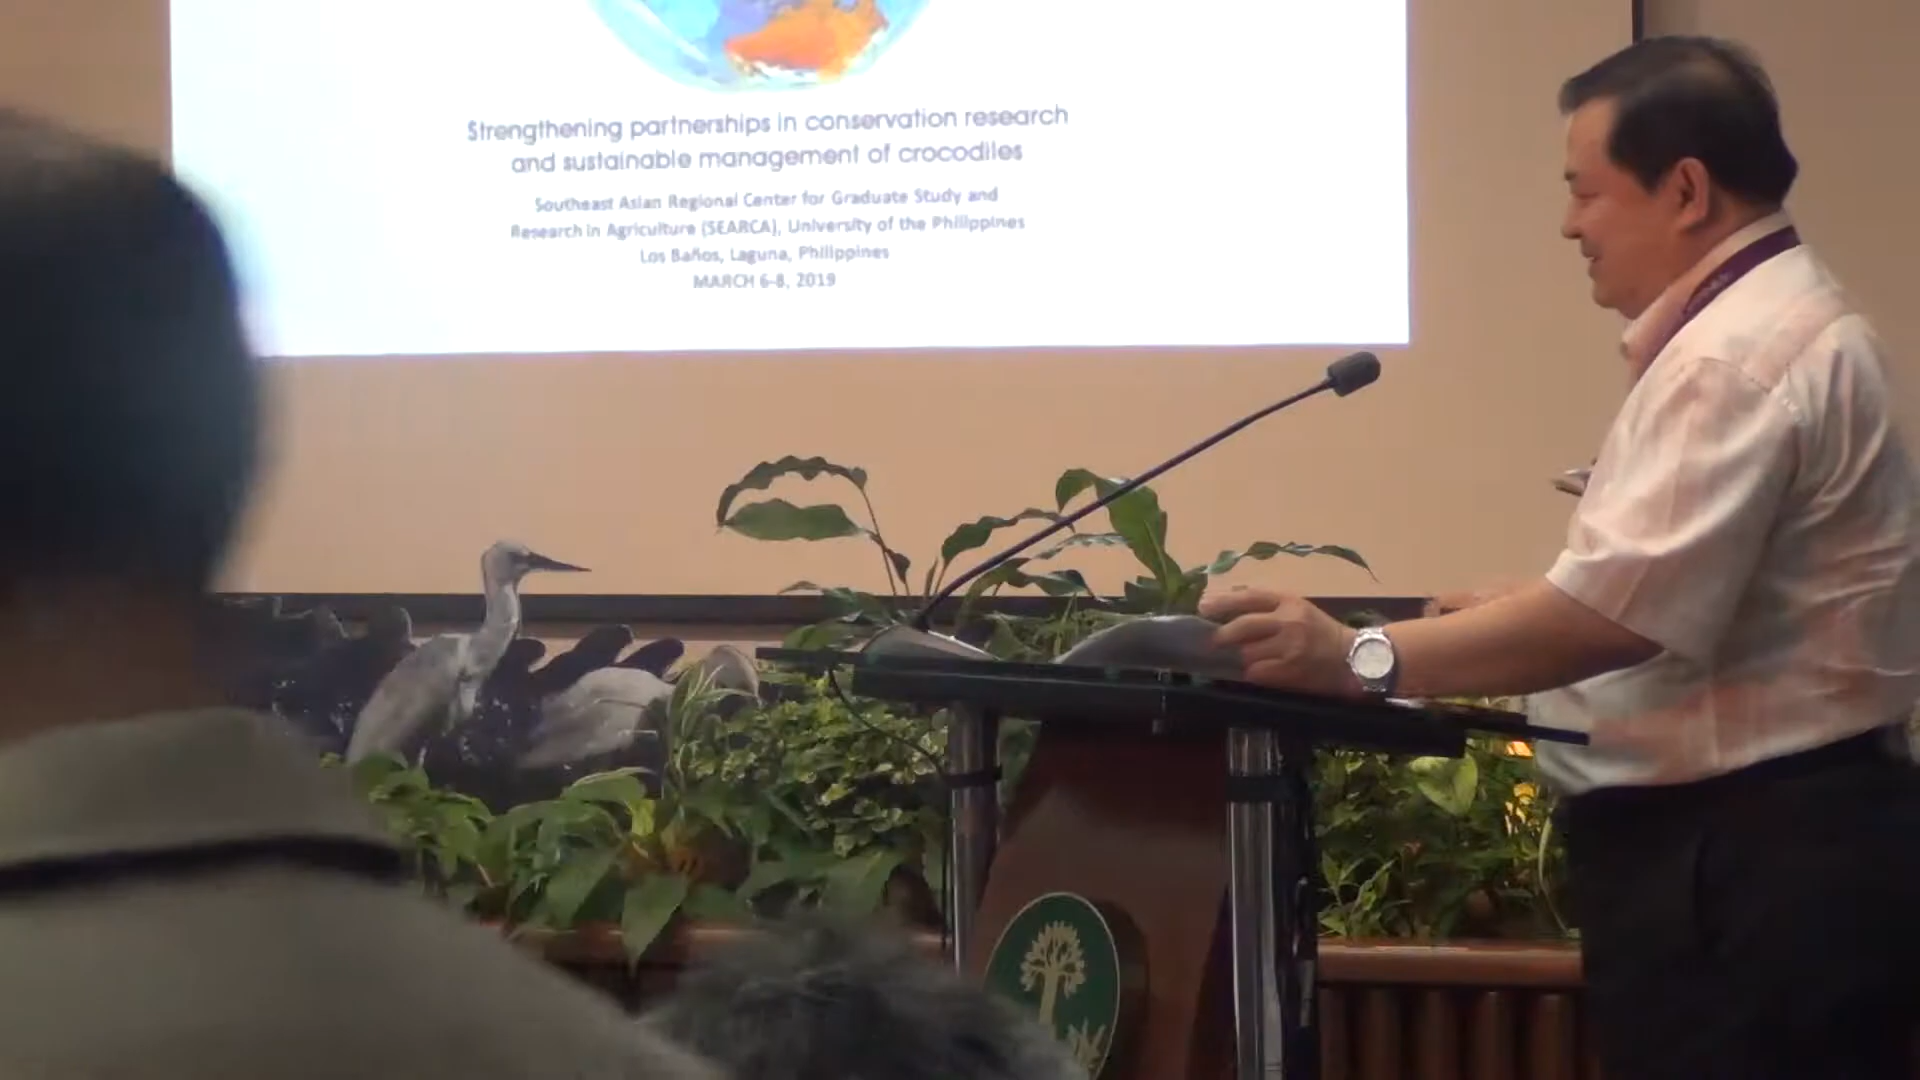 Strengthening partnerships in conservation research
and sustainable management of crocodiles
Southeast Asian Regional Center for Graduate Study and
Research in Agriculture (SEARCA), University of the Philippines
Los Baños, Laguna, Philippines
MARCH 6-8, 2019